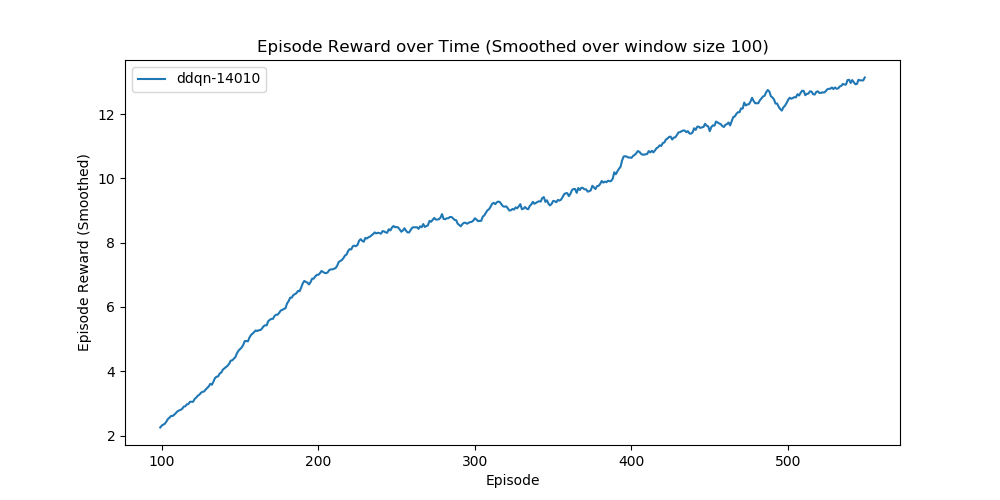 Episode Reward over Time (Smoothed over window size 100)
ddqn-14010
Episode Reward (Smoothed)
12
10
8
6
4
2
100 200 300 400 500
Episode